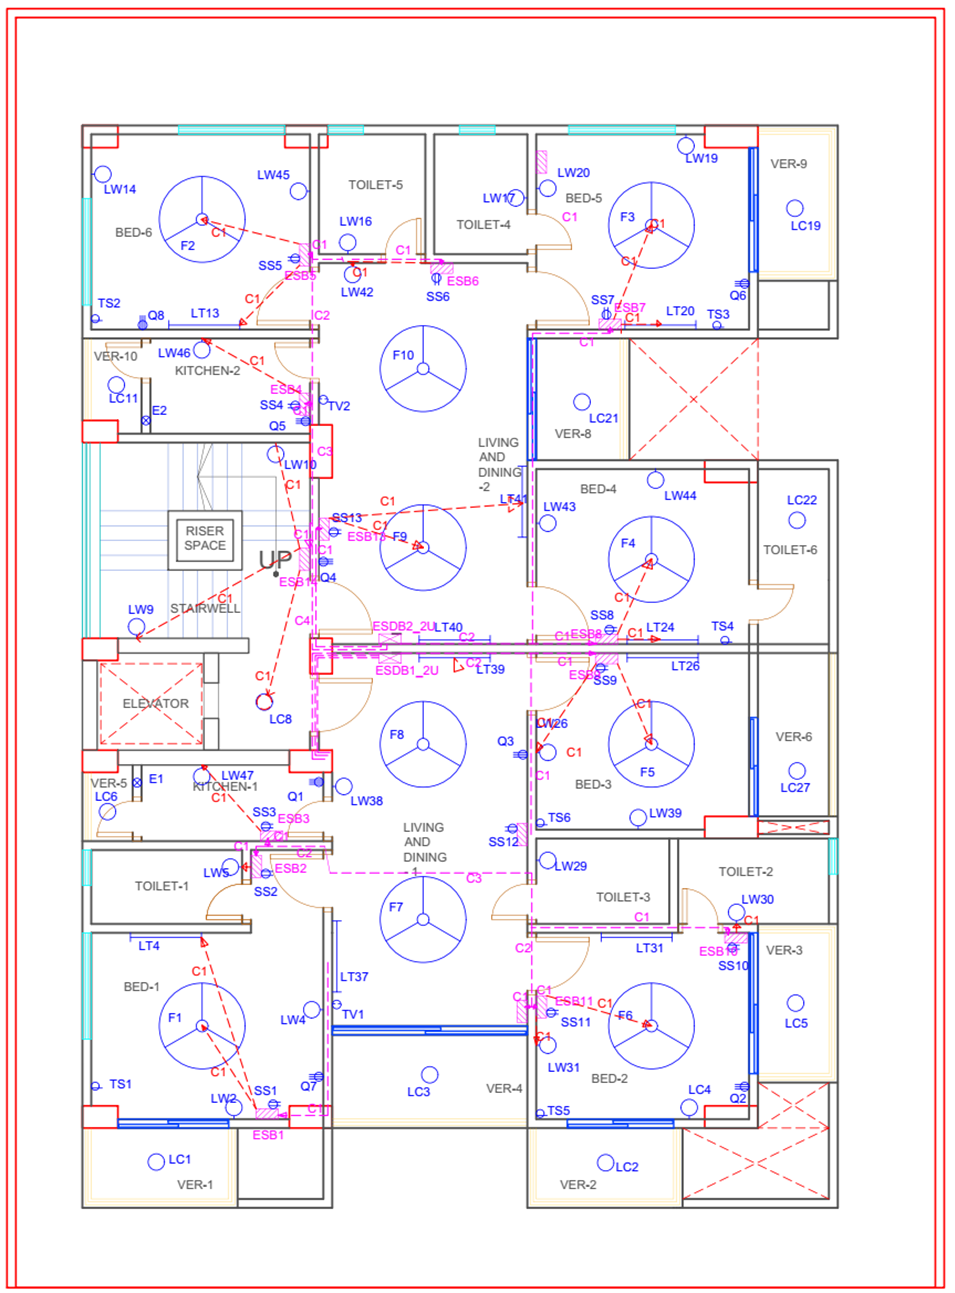 VER-9
LW19
LW45
LW20
LW14
TOILET-5
LW17
BED-5
C1
F3
C1
LW16
TOILET-4
LC19
BED-6
C1
F2
C1
C1
SS5
ESB5
C1
C1
LW42
ESB6
SS6
C1
Q6
TS2
Q8
LT13
C1
C2
SS7
ESB7
C1
LT20
TS3
C1
VER-10
LW46
C1
KITCHEN-2
F10
LC11
ESB4
SS4
E2
TV2
Q5
LC21
VER-8
C3
LIVING
AND
DINING
-2
LW10
C1
BED-4
LW44
LT41
LW43
LC22
C1
SS13
C1
ESB13
F9
RISER
SPACE
C1
C1
UP
ESB14
Q4
F4
TOILET-6
C1
STAIRWELL
LW9
C4
C1
SS8
ESDB2_2U
LT40
C2
C1
ESB8
C1
LT24
TS4
ESDB1_2U
C2
LT39
C1
ESB9
SS9
LT26
C1
ELEVATOR
LC8
C1
LW26
C1
C1
F8
Q3
C1
F5
BED-3
VER-6
LC27
VER-5
E1
LW47
KITCHEN-1
C1
LC6
Q1
LW38
SS3
ESB3
C1
LW39
TS6
SS12
LIVING
AND
DINING
-1
C1
C2
LW5
ESB2
SS2
TOILET-1
C3
LW29
TOILET-3
TOILET-2
LW30
F7
C1
C1
C2
LT4
LT31
ESB10
SS10
VER-3
C1
LT37
BED-1
C1
C1
ESB11
C1
F6
SS11
F1
LW4
TV1
LC5
C1
LW31
C1
TS1
Q7
LC3
VER-4
BED-2
LC4
Q2
SS1
LW2
C1
ESB1
TS5
LC1
VER-1
LC2
VER-2